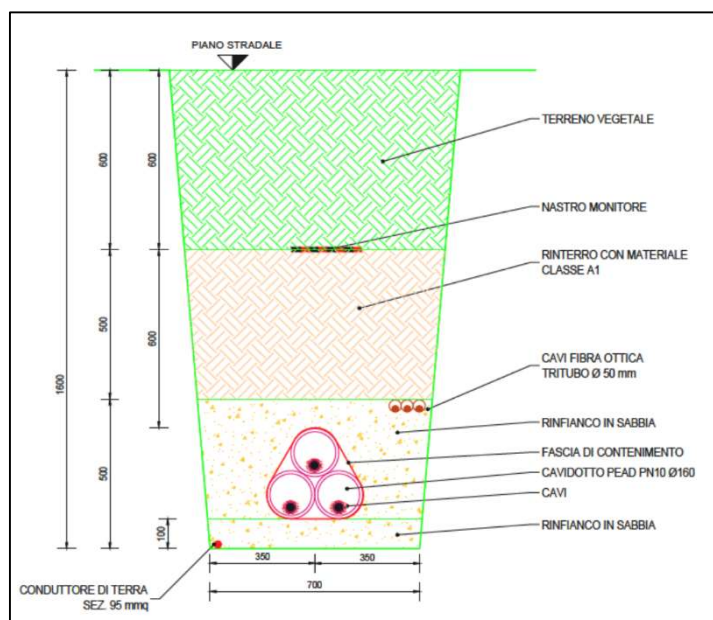 PIANO STRADALE
TERRENO VEGETALE
600
600
NASTRO MONITORE
RINTERRO CON MATERIALE
CLASSE A1
500
600
1600
CAVI FIBRA OTTICA
TRITUBO Ø 50 mm
RINFIANCO IN SABBIA
FASCIA DI CONTENIMENTO
CAVIDOTTO PEAD PN10 Ø160
CAVI
500
100
RINFIANCO IN SABBIA
350
350
700
CONDUTTORE DI TERRA
SEZ. 95 mmq